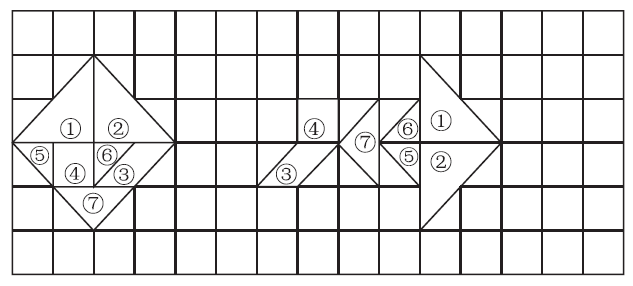 ④ ⑥ ①
① ② ⑦
⑤ ⑥ ⑤ ②
④ ③ ③
⑦